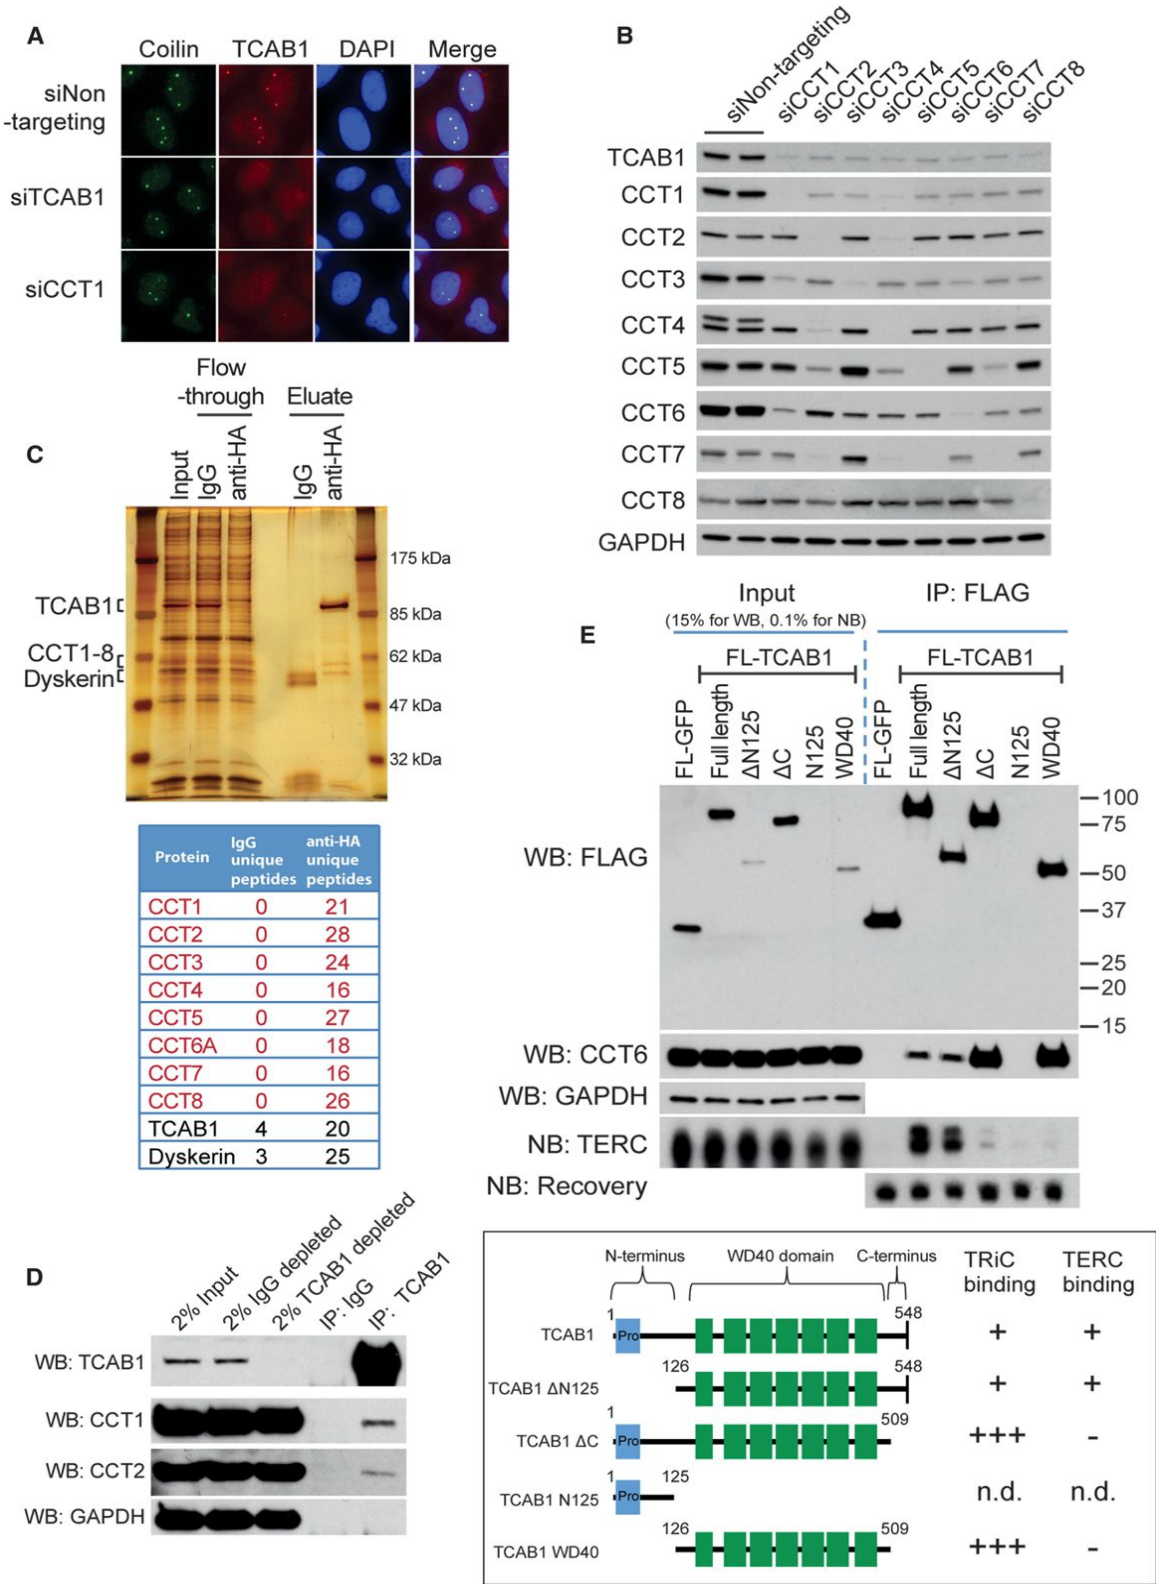 A
Coilin TCAB1 DAPI Merge
siNon
-targeting
siTCAB1
siCCT1
B
siNon-targeting
siCCT1
siCCT2
siCCT3
siCCT4
siCCT5
siCCT6
siCCT7
siCCT8
TCAB1
CCT1
CCT2
CCT3
CCT4
CCT5
CCT6
CCT7
CCT8
GAPDH
C
Flow
-through
Eluate
Input
IgG
anti-HA
IgG
anti-HA
175 kDa
TCAB1
85 kDa
CCT1-8
62 kDa
Dyskerin
47 kDa
32 kDa
Protein IgG unique peptides anti-HA unique peptides
CCT1 0 21
CCT2 0 28
CCT3 0 24
CCT4 0 16
CCT5 0 27
CCT6A 0 18
CCT7 0 16
CCT8 0 26
TCAB1 4 20
Dyskerin 3 25
D
2% Input
2% IgG depleted
2% TCAB1 depleted
IP: IgG
IP: TCAB1
WB: TCAB1
WB: CCT1
WB: CCT2
WB: GAPDH
E
Input
(15% for WB, 0.1% for NB)
IP: FLAG
FL-TCAB1
FL-TCAB1
FL-GFP
Full length
ΔN125
ΔC
N125
WD40
FL-GFP
Full length
ΔN125
ΔC
N125
WD40
WB: FLAG
100
75
50
37
25
20
15
WB: CCT6
WB: GAPDH
NB: TERC
NB: Recovery
N-terminus WD40 domain C-terminus TRiC binding TERC binding
1 548
TCAB1 Pro + +
126 548
TCAB1 ΔN125 + +
1 509
TCAB1 ΔC Pro +++ -
1 125
TCAB1 N125 Pro n.d. n.d.
126 509
TCAB1 WD40 +++ -